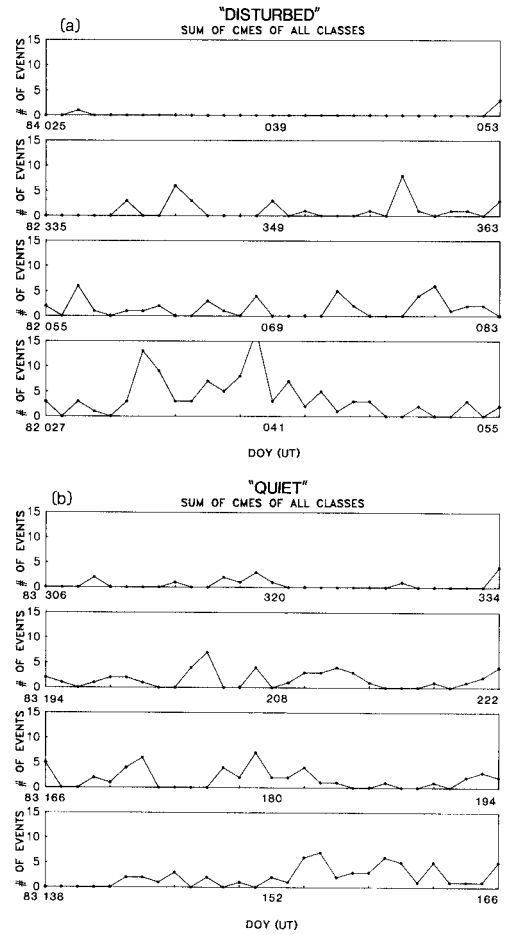 "DISTURBED"
(a)
SUM OF CMES OF ALL CLASSES
# OF EVENTS
15
10
5
0
84 025 039 053
# OF EVENTS
15
10
5
0
82 335 349 363
# OF EVENTS
15
10
5
0
82 055 069 083
# OF EVENTS
15
10
5
0
82 027 041 055
DOY (UT)
"QUIET"
(b)
SUM OF CMES OF ALL CLASSES
# OF EVENTS
15
10
5
0
83 306 320 334
# OF EVENTS
15
10
5
0
83 194 208 222
# OF EVENTS
15
10
5
0
83 166 180 194
# OF EVENTS
15
10
5
0
83 138 152 166
DOY (UT)